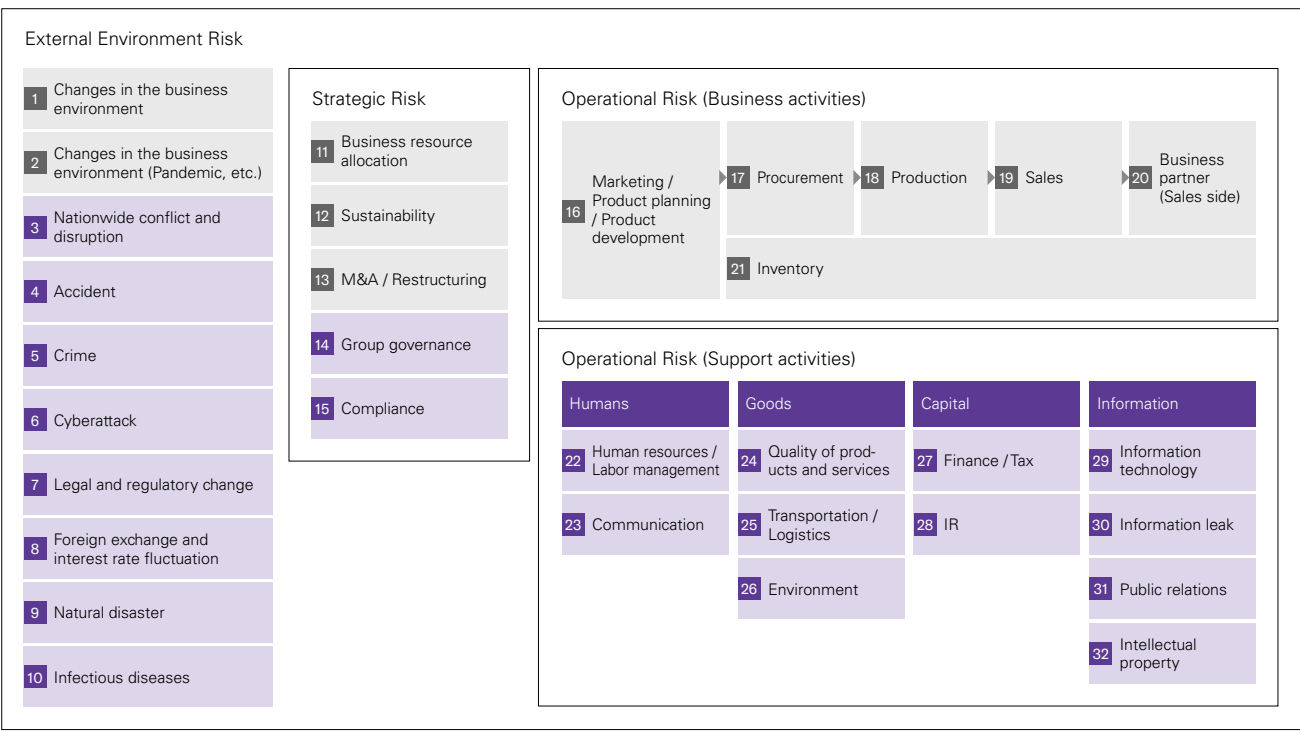 External Environment Risk
1
Changes in the business
environment
2
Changes in the business
environment (Pandemic, etc.)
3
Nationwide conflict and
disruption
4
Accident
5
Crime
6
Cyberattack
7
Legal and regulatory change
8
Foreign exchange and
interest rate fluctuation
9
Natural disaster
10
Infectious diseases
Strategic Risk
11
Business resource
allocation
12
Sustainability
13
M&A / Restructuring
14
Group governance
15
Compliance
Operational Risk (Business activities)
16
Marketing /
Product planning
/ Product
development
17
Procurement
18
Production
19
Sales
20
Business
partner
(Sales side)
21
Inventory
Operational Risk (Support activities)
Humans
22
Human resources /
Labor management
23
Communication
Goods
24
Quality of prod-
ucts and services
25
Transportation /
Logistics
26
Environment
Capital
27
Finance / Tax
28
IR
Information
29
Information
technology
30
Information leak
31
Public relations
32
Intellectual
property